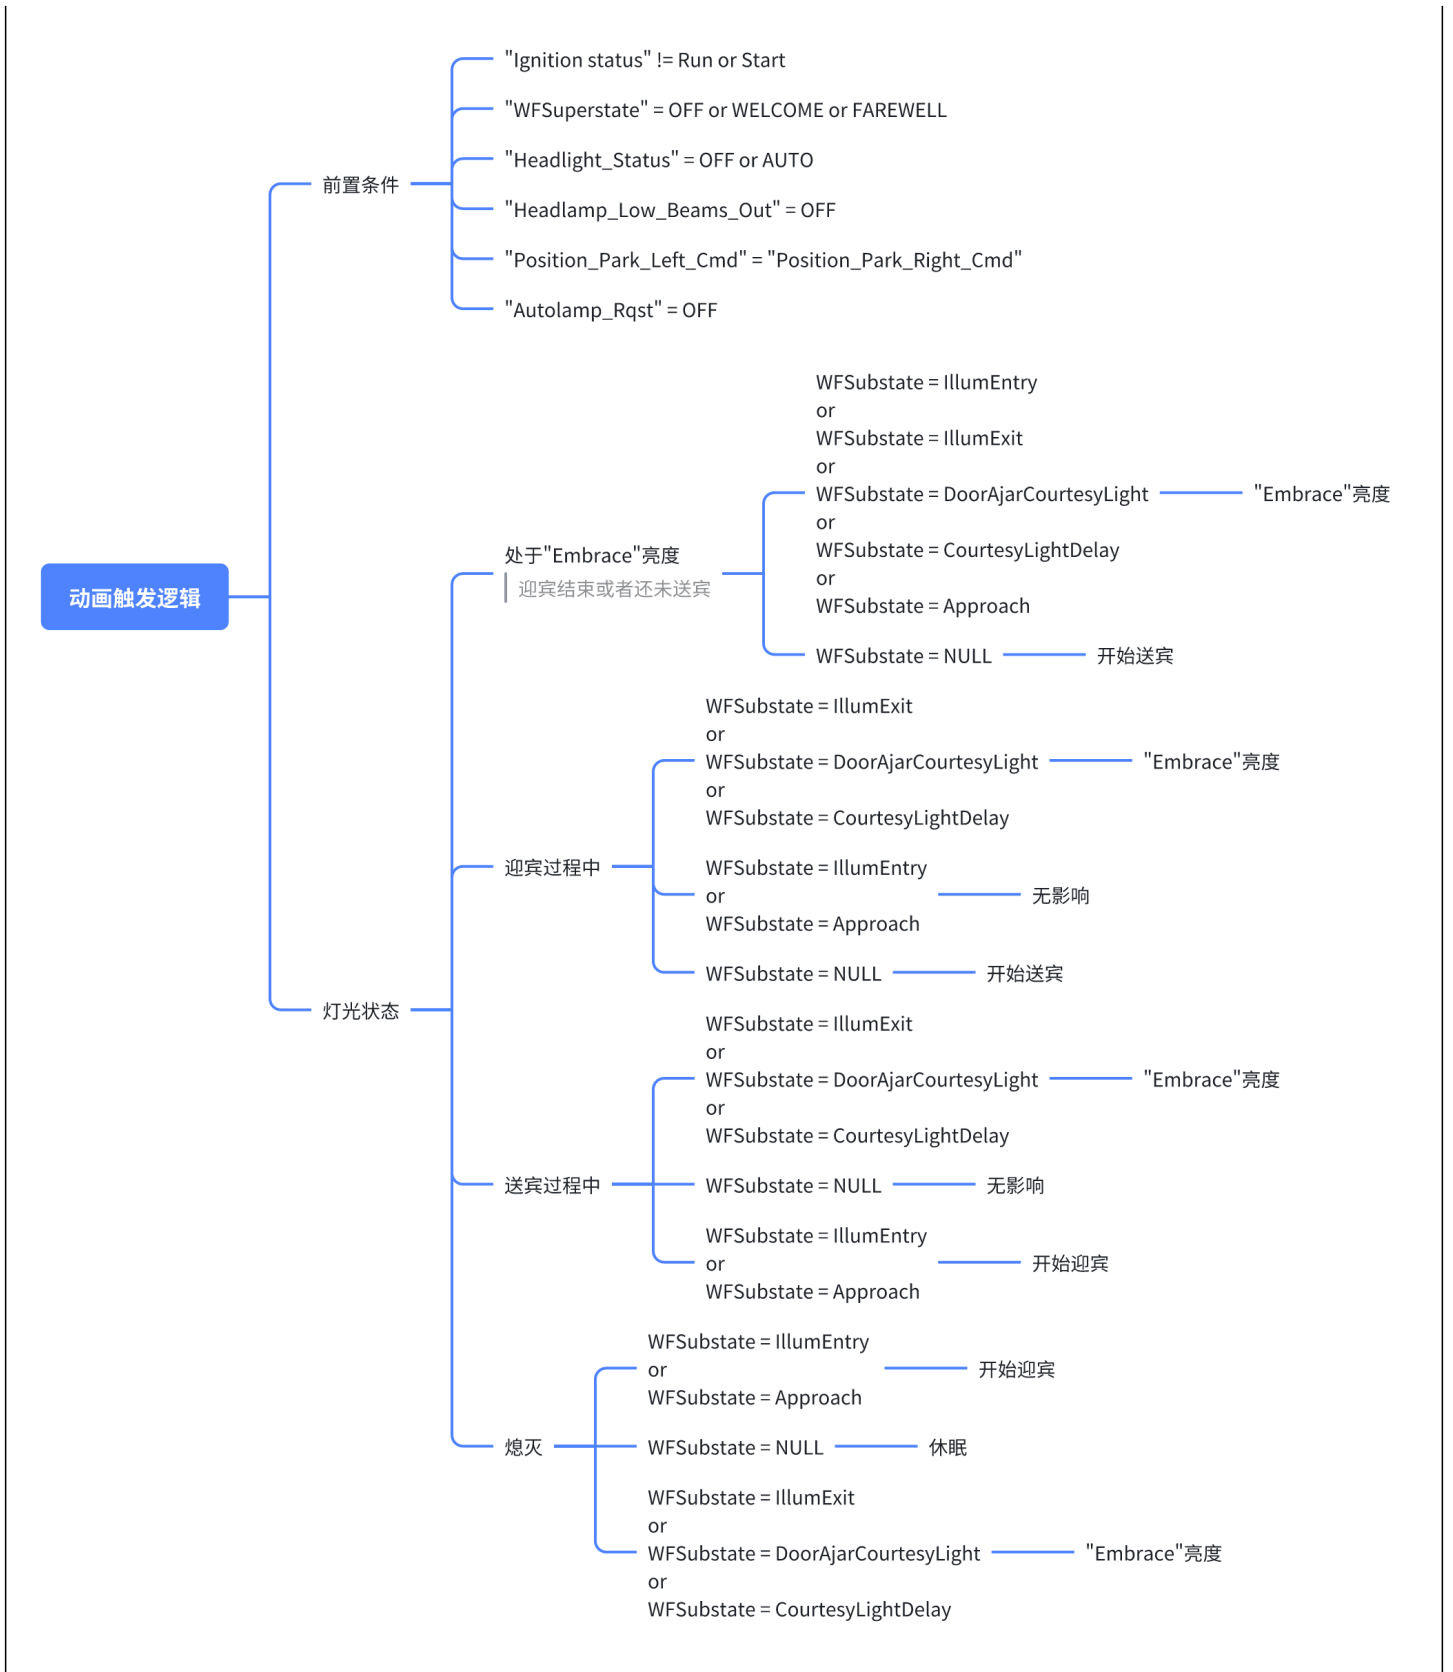 "Ignition status" != Run or Start
"WFSuperstate" = OFF or WELCOME or FAREWELL
"Headlight_Status" = OFF or AUTO
前置条件
"Headlamp_Low_Beams_Out" = OFF
"Position_Park_Left_Cmd" = "Position_Park_Right_Cmd"
"Autolamp_Rqst" = OFF
动画触发逻辑
灯光状态
处于"Embrace"亮度
迎宾结束或者还未送宾
WFSubstate = IllumEntry
or
WFSubstate = IllumExit
or
WFSubstate = DoorAjarCourtesyLight
or
WFSubstate = CourtesyLightDelay
or
WFSubstate = Approach
"Embrace"亮度
WFSubstate = NULL
开始送宾
迎宾过程中
WFSubstate = IllumExit
or
WFSubstate = DoorAjarCourtesyLight
or
WFSubstate = CourtesyLightDelay
"Embrace"亮度
WFSubstate = IllumEntry
or
WFSubstate = Approach
无影响
WFSubstate = NULL
开始送宾
送宾过程中
WFSubstate = IllumExit
or
WFSubstate = DoorAjarCourtesyLight
or
WFSubstate = CourtesyLightDelay
"Embrace"亮度
WFSubstate = NULL
无影响
WFSubstate = IllumEntry
or
WFSubstate = Approach
开始迎宾
熄灭
WFSubstate = IllumEntry
or
WFSubstate = Approach
开始迎宾
WFSubstate = NULL
休眠
WFSubstate = IllumExit
or
WFSubstate = DoorAjarCourtesyLight
or
WFSubstate = CourtesyLightDelay
"Embrace"亮度